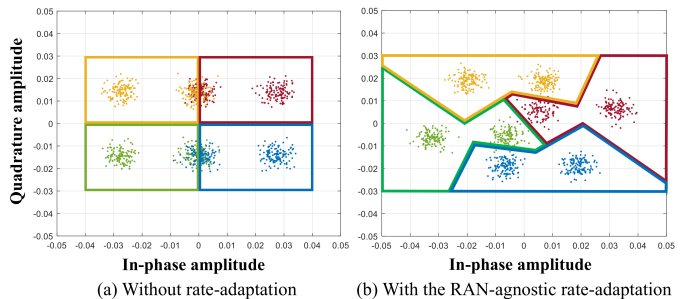 0.05 0.05
0.04 0.04
0.03 0.03
0.02 0.02
0.01 0.01
0 0
-0.01 -0.01
-0.02 -0.02
-0.03 -0.03
-0.04 -0.04
-0.05 -0.05
Quadrature amplitude
-0.05 -0.04 -0.03 -0.02 -0.01 0 0.01 0.02 0.03 0.04 0.05
-0.05 -0.04 -0.03 -0.02 -0.01 0 0.01 0.02 0.03 0.04 0.05
In-phase amplitude
In-phase amplitude
(a) Without rate-adaptation
(b) With the RAN-agnostic rate-adaptation